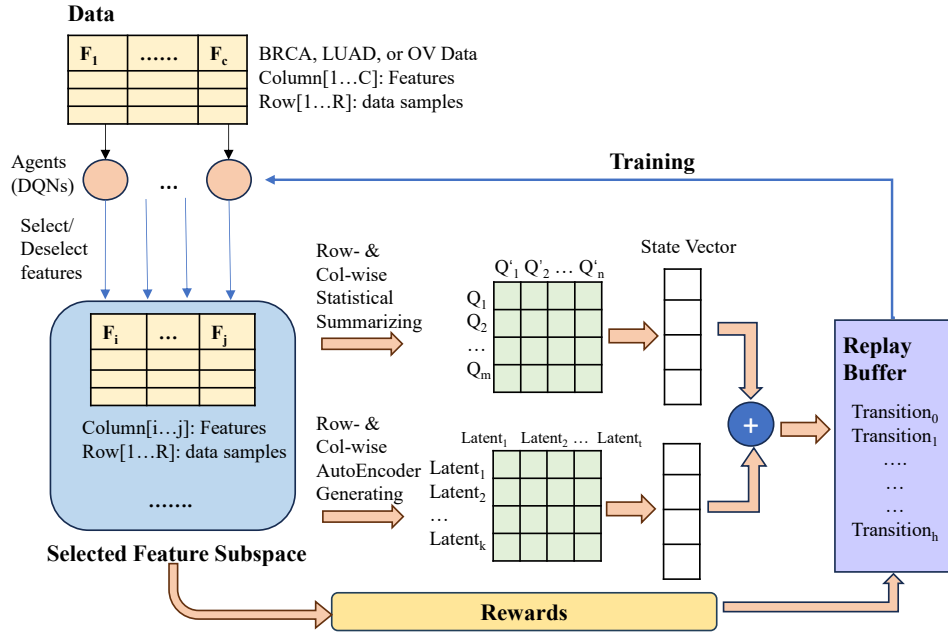 Data
F1 …… Fc
BRCA, LUAD, or OV Data
Column[1…C]: Features
Row[1…R]: data samples
Agents
(DQNs)
…
Training
Select/
Deselect
features
Row- &
Col-wise
Statistical
Summarizing
State Vector
Q‘1 Q‘2 … Q‘n
Q1
Q2
…
Qm
Fi … Fj
Column[i…j]: Features
Row[1…R]: data samples
…….
Selected Feature Subspace
Row- &
Col-wise
AutoEncoder
Generating
Latent1 Latent2 … Latentt
Latent1
Latent2
…
Latentk
+
Replay
Buffer
Transition0
Transition1
….
…
…
Transitionh
Rewards